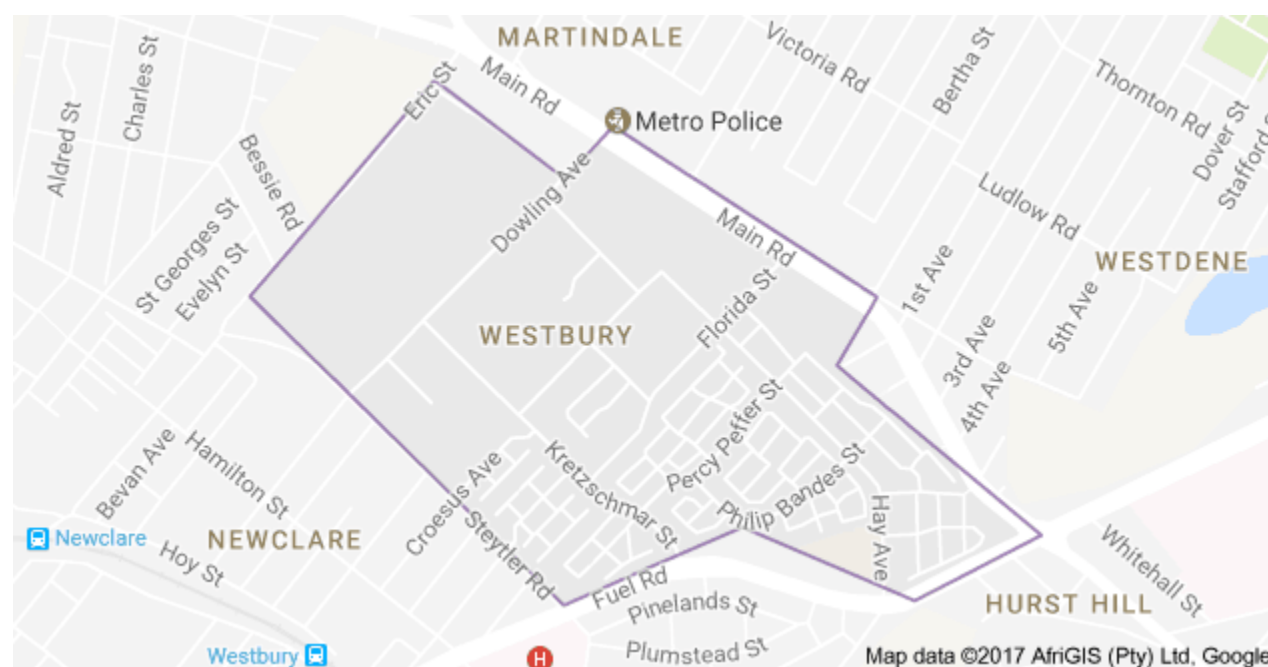 MARTINDALE
Victoria Rd
Bertha St
Thornton Rd
Dover St
Stafford
Aldred St
Charles St
Eric St
Main Rd
Metro Police
Bessie Rd
Dowling Ave
Ludlow Rd
St Georges St
Evelyn St
Main Rd
1st Ave
WESTDENE
5th Ave
Florida St
WESTBURY
3rd Ave
4th Ave
Percy Peffer St
Bevan Ave
Hamilton St
Croesus Ave
Kretzschmar St
Philip Bandes St
Hay Ave
Newclare
NEWCLARE
Hoy St
Steytler Rd
Whitehall St
Fuel Rd
Pinelands St
HURST HILL
Westbury
H
Plumstead St
Map data ©2017 AfriGIS (Pty) Ltd, Google